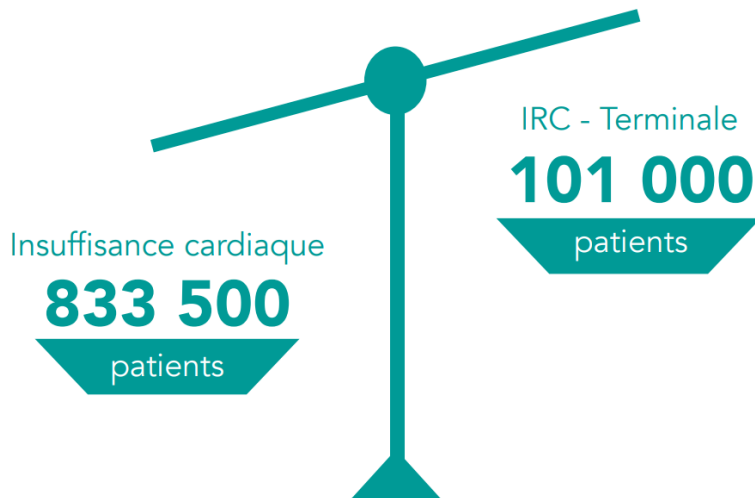 Insuffisance cardiaque
833 500
patients
IRC - Terminale
101 000
patients